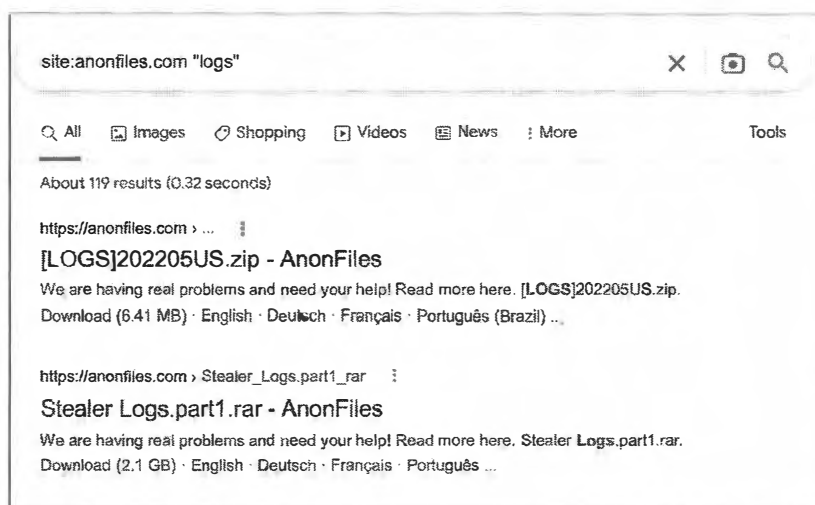 site:anonfiles.com "logs"
All Images Shopping Videos News More Tools
About 119 results (0.32 seconds)
https://anonfiles.com › ...
[LOGS]202205US.zip - AnonFiles
We are having real problems and need your help! Read more here. [LOGS]202205US.zip.
Download (6.41 MB) · English · Deutsch · Français · Português (Brazil) ...
https://anonfiles.com › Stealer_Logs.part1_rar
Stealer Logs.part1.rar - AnonFiles
We are having real problems and need your help! Read more here. Stealer Logs.part1.rar.
Download (2.1 GB) · English · Deutsch · Français · Português ...